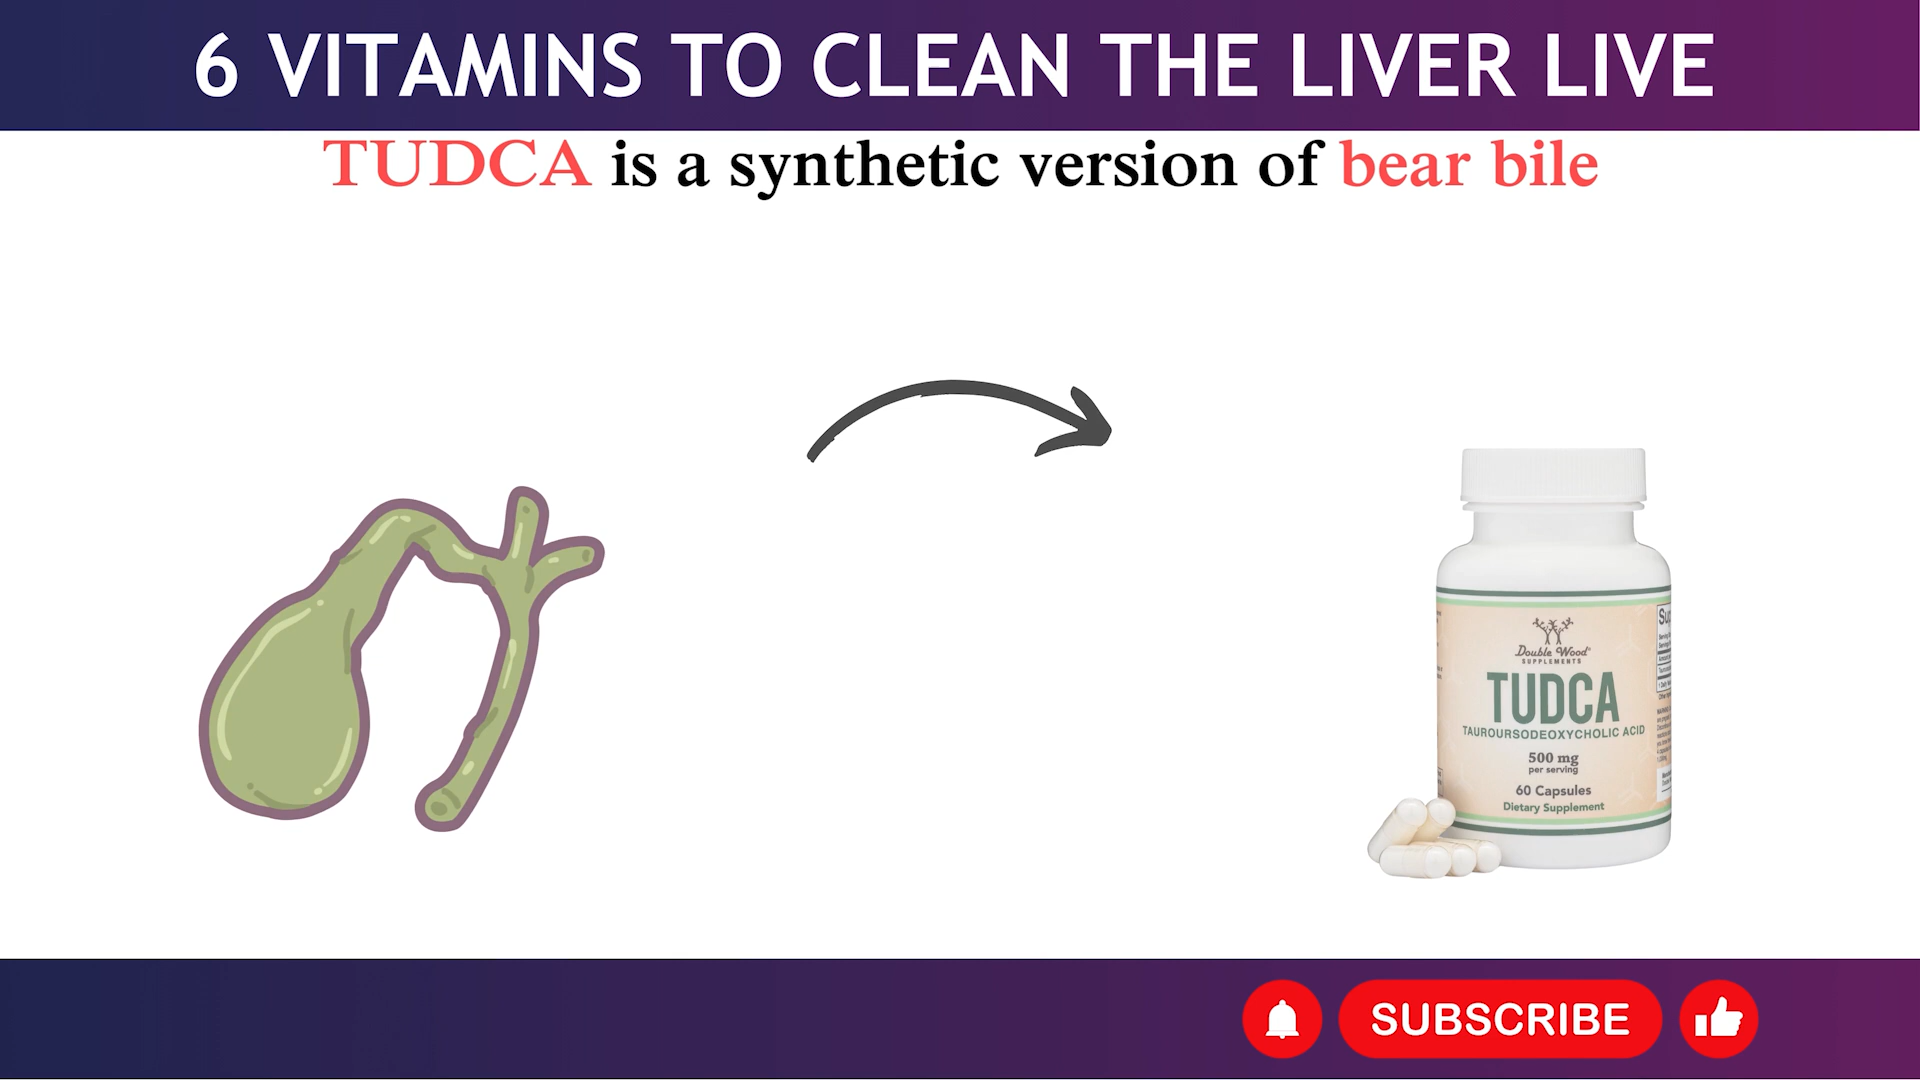 6 VITAMINS TO CLEAN THE LIVER LIVE
TUDCA is a synthetic version of bear bile
Double Wood
SUPPLEMENTS
TUDCA
TAUROURSODEOXYCHOLIC ACID
500 mg
per serving
60 Capsules
Dietary Supplement
SUBSCRIBE